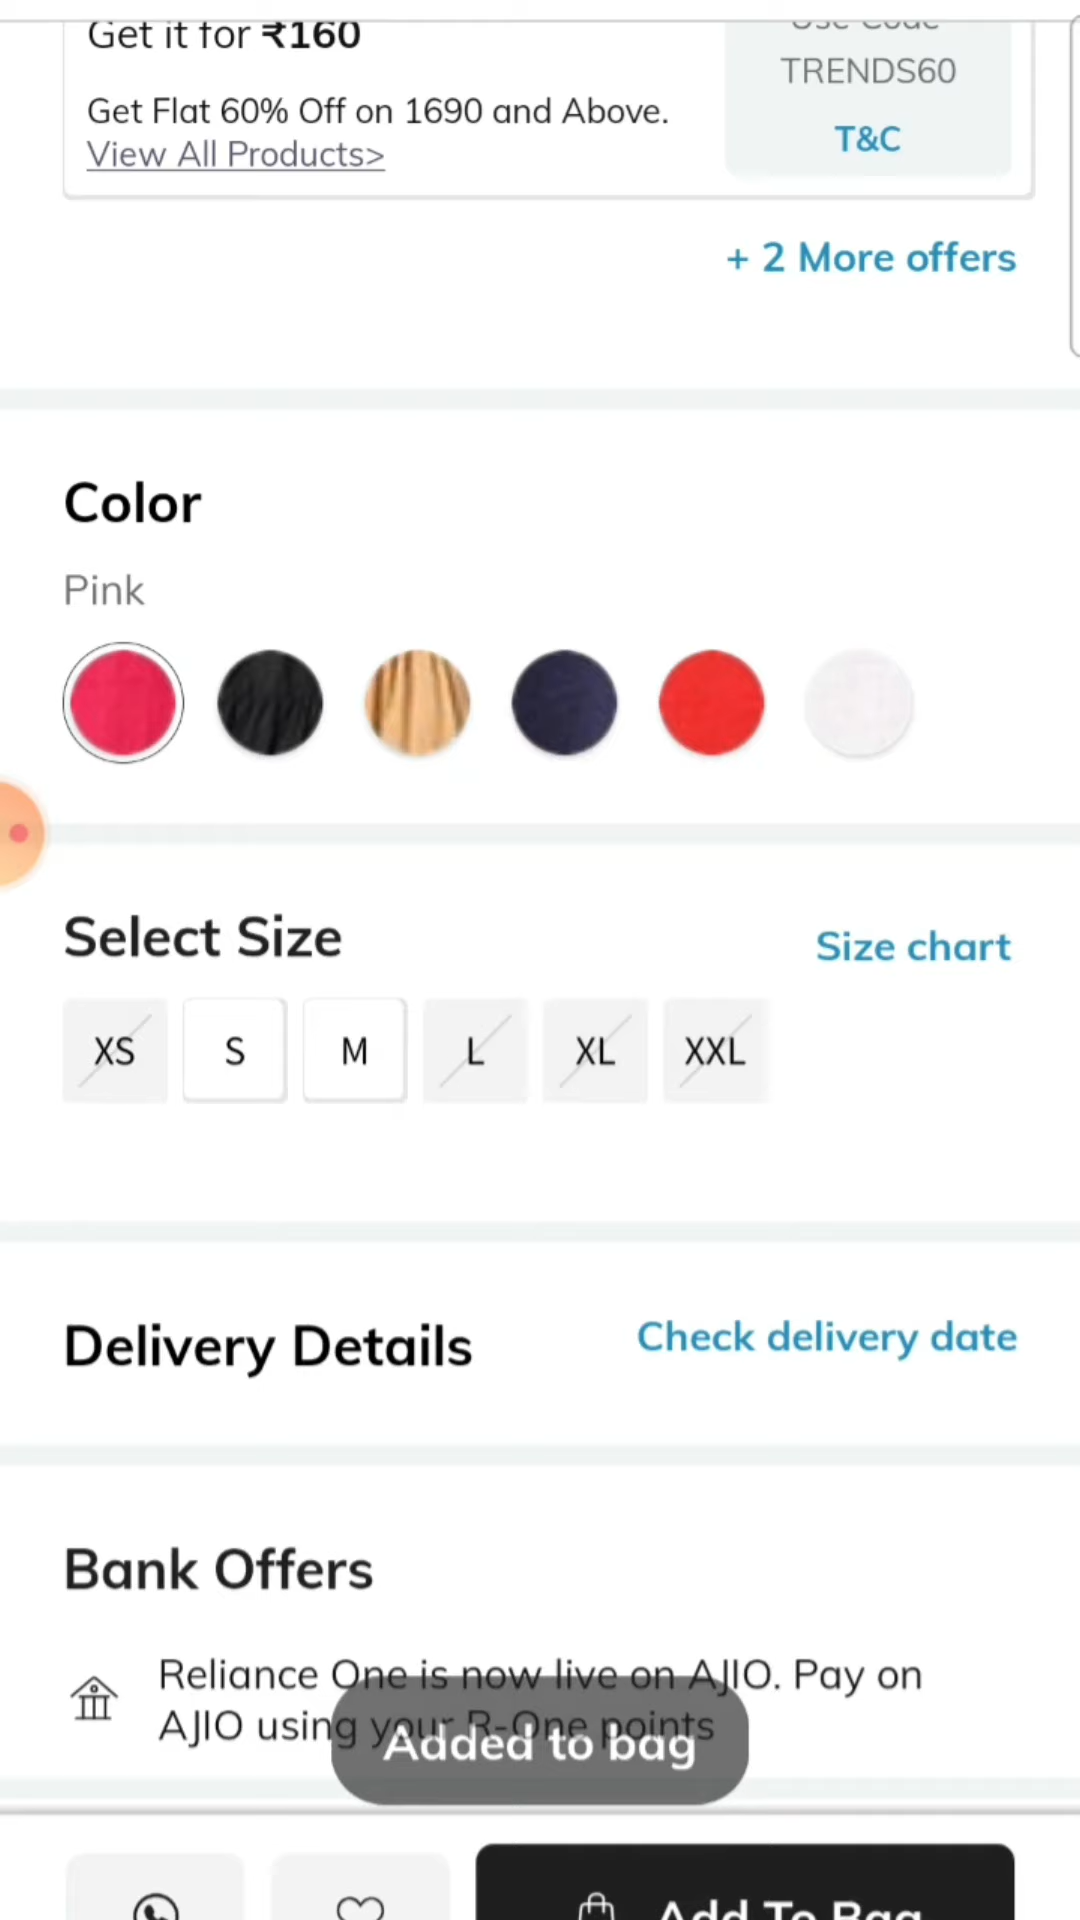 Get it for ₹160
Get Flat 60% Off on 1690 and Above.
View All Products>
Use Code
TRENDS60
T&C
+ 2 More offers
Color
Pink
Select Size
Size chart
XS S M L XL XXL
Delivery Details
Check delivery date
Bank Offers
Reliance One is now live on AJIO. Pay on
AJIO using your R-One points
Added to bag
Add To Bag